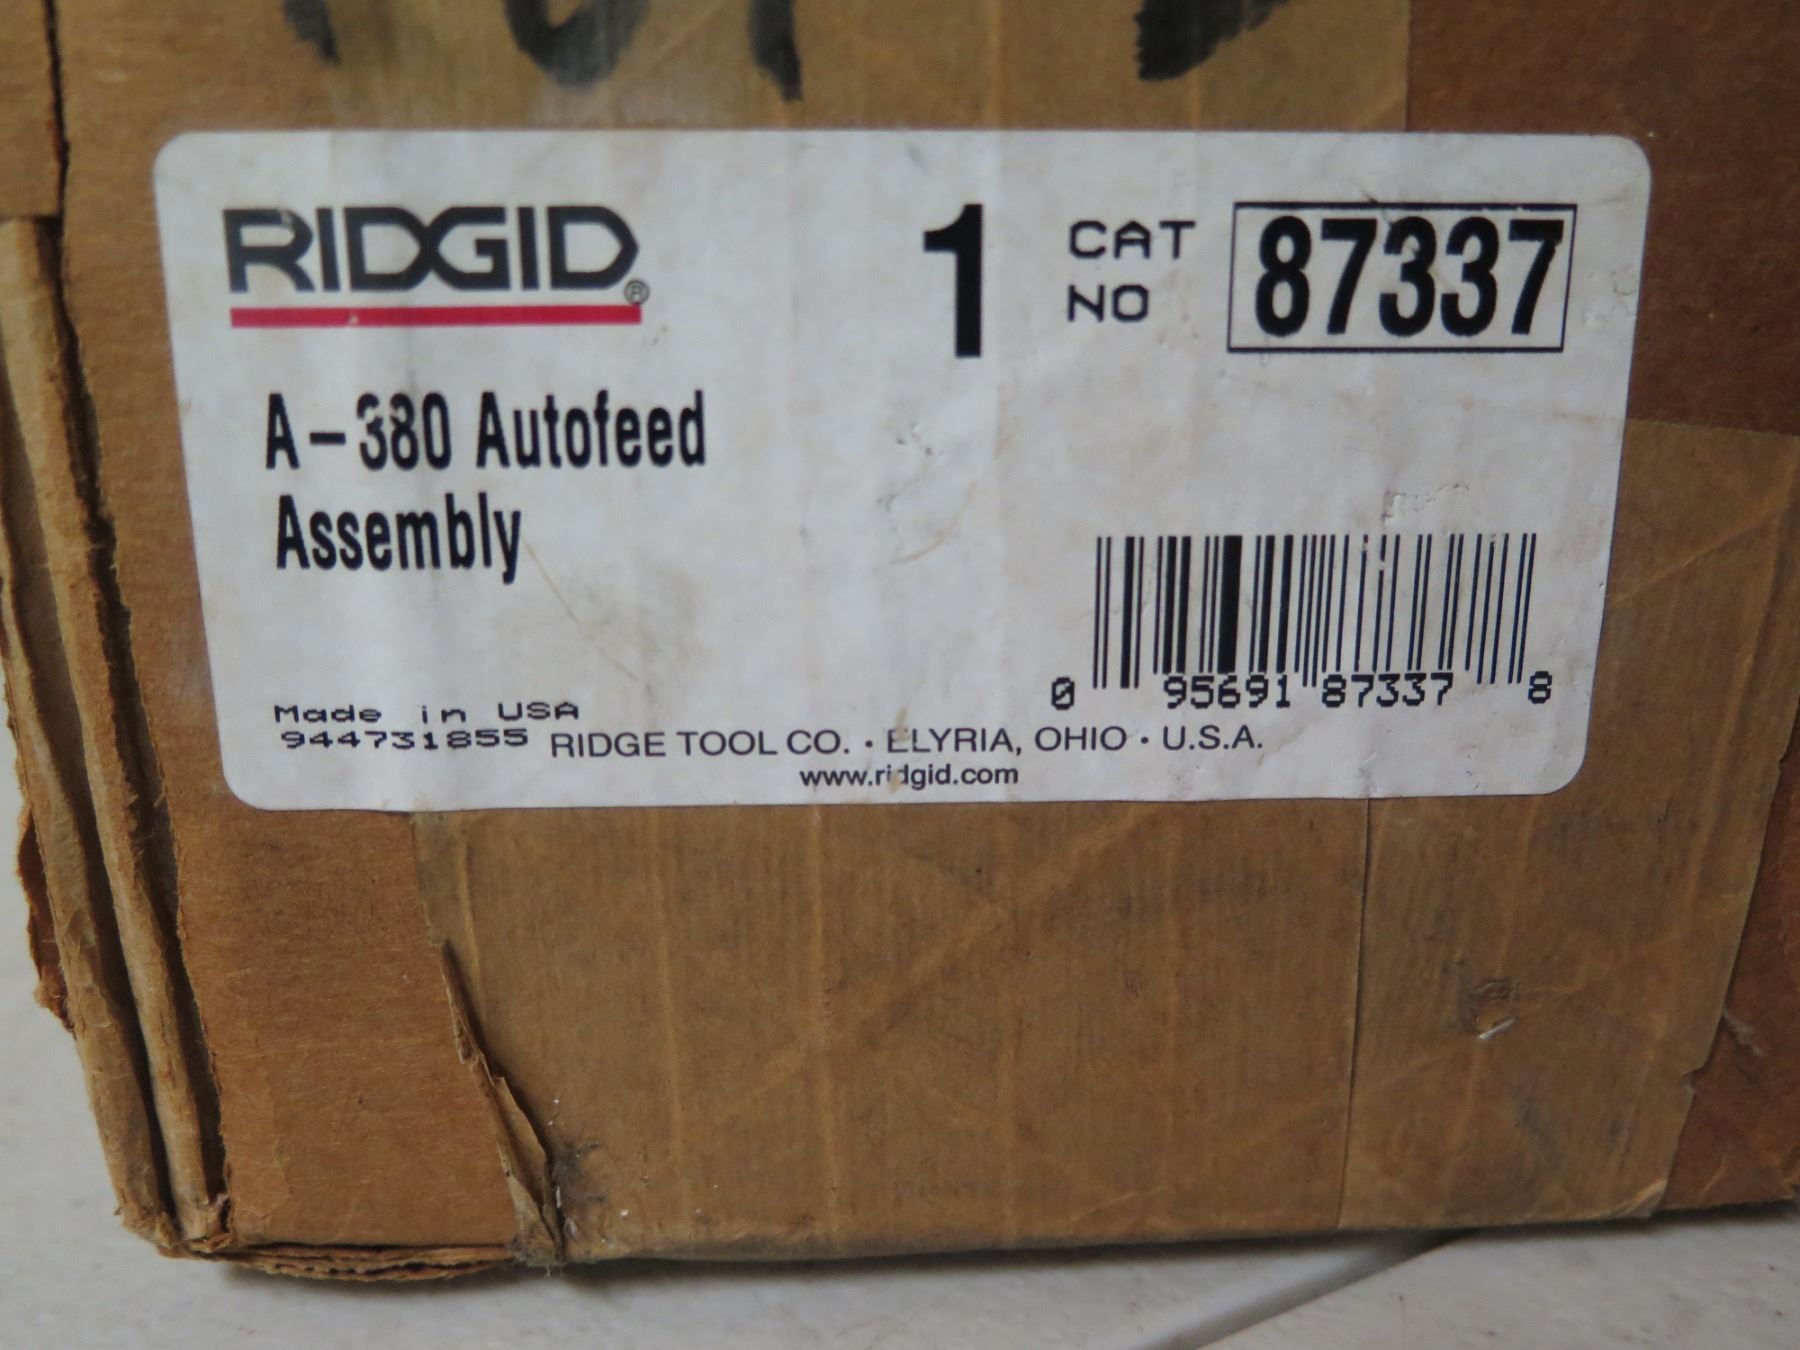 RIDGID®
1 CAT NO 87337
A-380 Autofeed
Assembly
0 95691 87337 8
Made in USA
944731855 RIDGE TOOL CO. · ELYRIA, OHIO · U.S.A.
www.ridgid.com